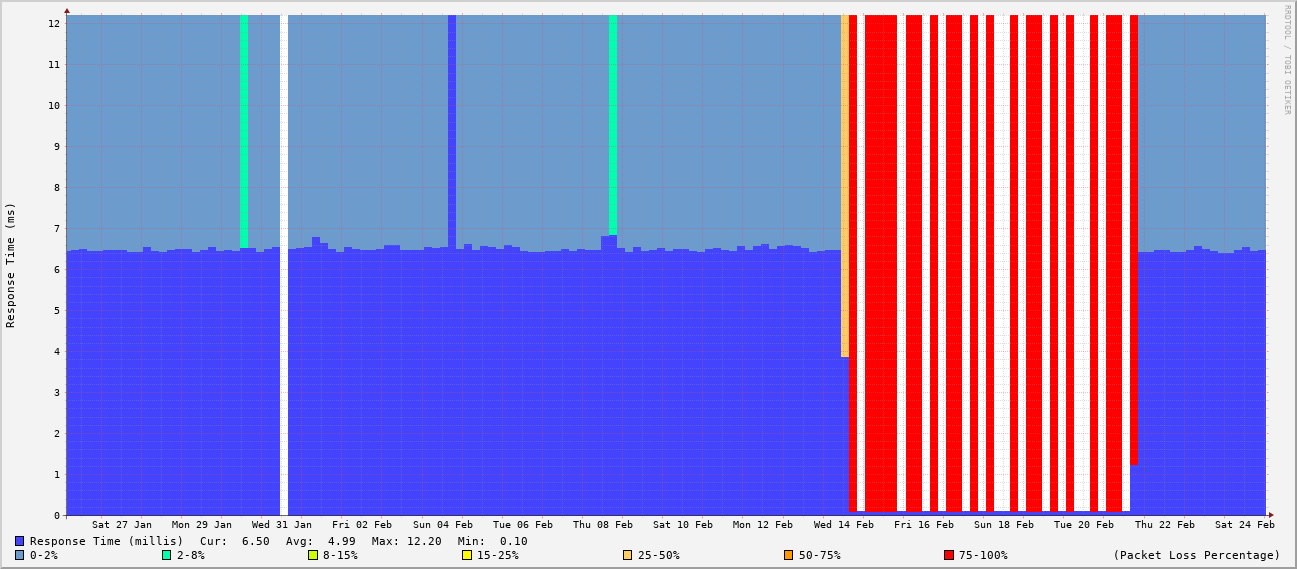 RRDTOOL / TOBI OETIKER
Response Time (ms)
12
11
10
9
8
7
6
5
4
3
2
1
0
Sat 27 Jan Mon 29 Jan Wed 31 Jan Fri 02 Feb Sun 04 Feb Tue 06 Feb Thu 08 Feb Sat 10 Feb Mon 12 Feb Wed 14 Feb Fri 16 Feb Sun 18 Feb Tue 20 Feb Thu 22 Feb Sat 24 Feb
Response Time (millis) Cur: 6.50 Avg: 4.99 Max: 12.20 Min: 0.10
0-2% 2-8% 8-15% 15-25% 25-50% 50-75% 75-100% (Packet Loss Percentage)